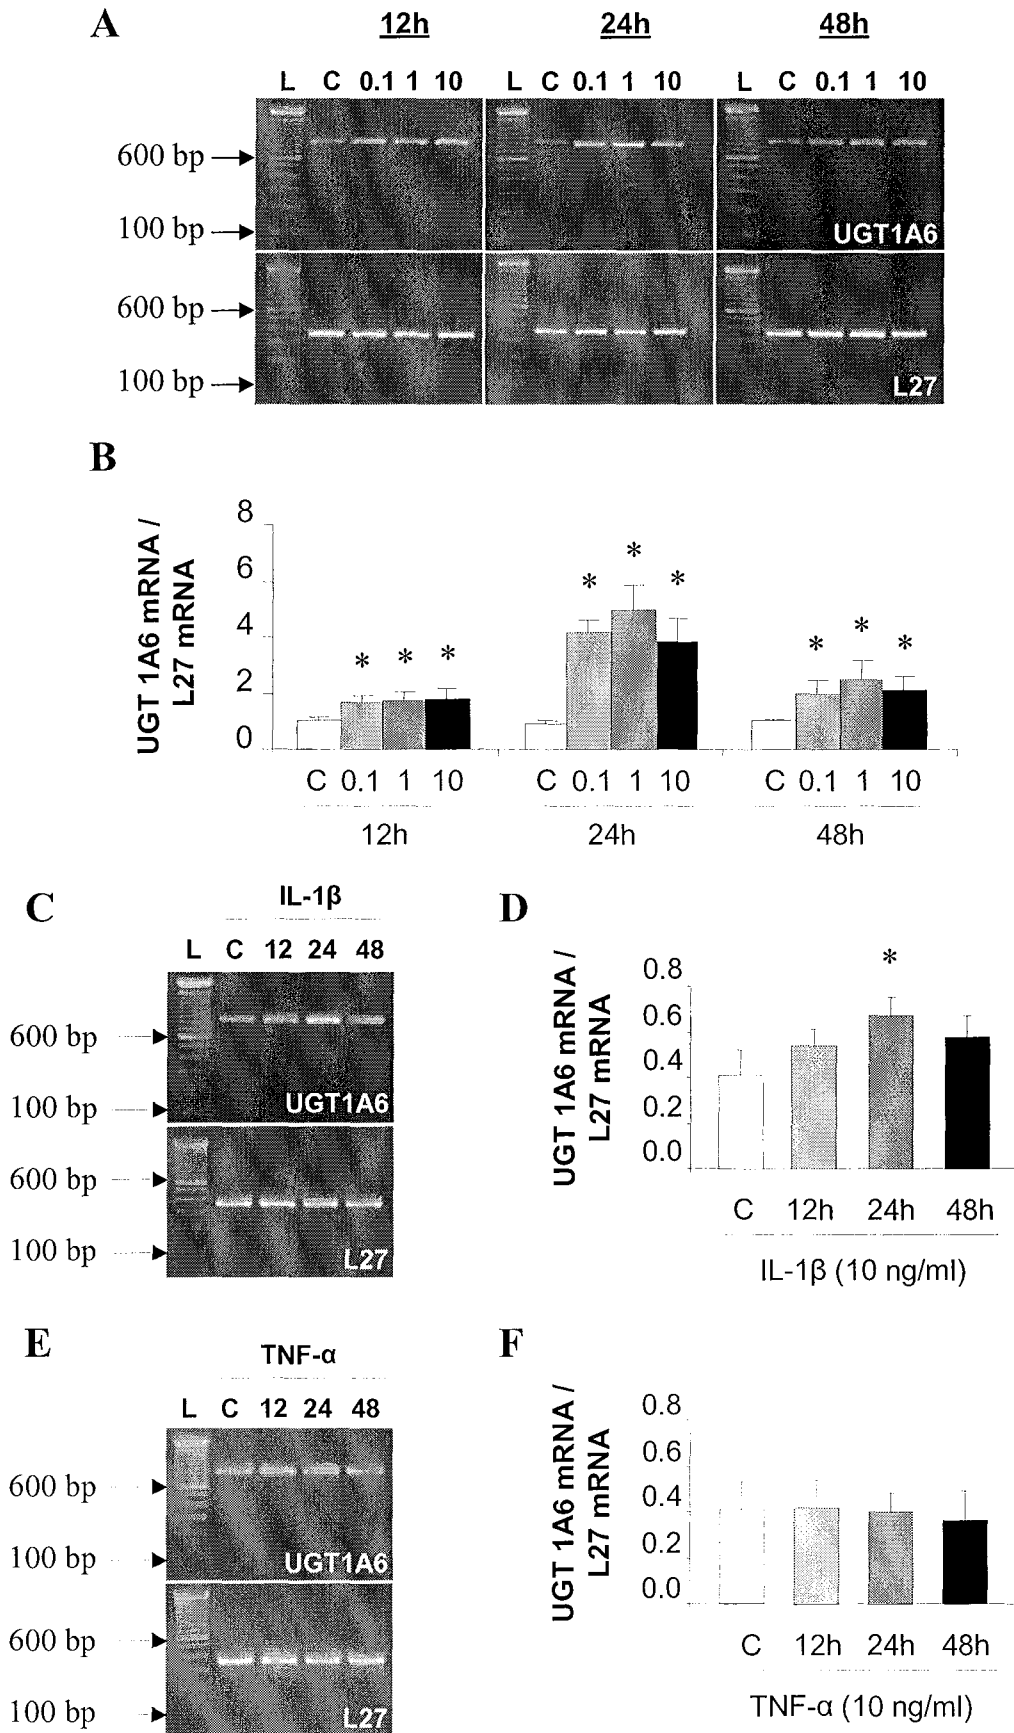 A
12h 24h 48h
L C 0.1 1 10 L C 0.1 1 10 L C 0.1 1 10
600 bp
100 bp
UGT1A6
600 bp
100 bp
L27
B
UGT 1A6 mRNA /
L27 mRNA
8
6
4
2
0
* * * * * * * * *
C 0.1 1 10 C 0.1 1 10 C 0.1 1 10
12h 24h 48h
C
IL-1β
L C 12 24 48
600 bp
100 bp
UGT1A6
600 bp
100 bp
L27
D
UGT 1A6 mRNA /
L27 mRNA
0.8
0.6
0.4
0.2
0.0
*
C 12h 24h 48h
IL-1β (10 ng/ml)
E
TNF-α
L C 12 24 48
600 bp
100 bp
UGT1A6
600 bp
100 bp
L27
F
UGT 1A6 mRNA /
L27 mRNA
0.8
0.6
0.4
0.2
0.0
C 12h 24h 48h
TNF-α (10 ng/ml)